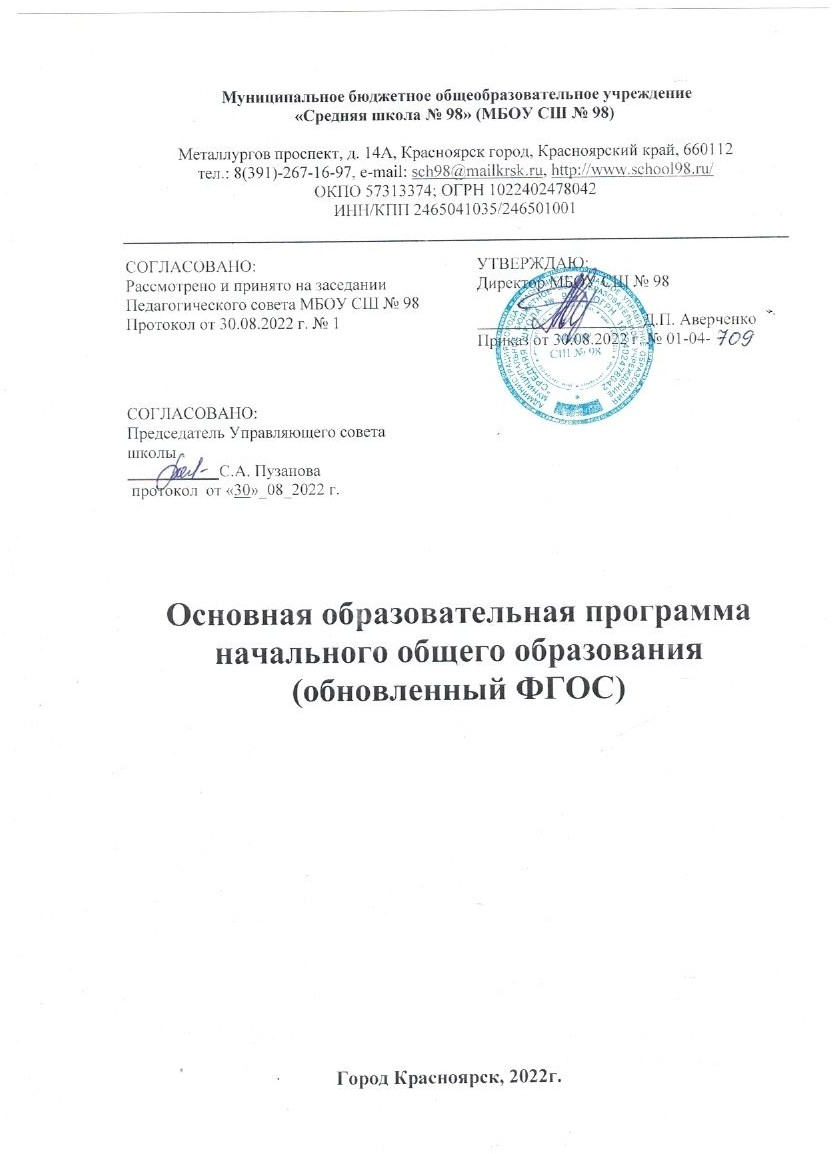 Муниципальное бюджетное общеобразовательное учреждение
«Средняя школа № 98» (МБОУ СШ № 98)
Металлургов проспект, д. 14А, Красноярск город, Красноярский край, 660112
тел.: 8(391)-267-16-97, e-mail: sch98@mailkrsk.ru, http://www.school98.ru/
ОКПО 57313374; ОГРН 1022402478042
ИНН/КПП 2465041035/246501001
СОГЛАСОВАНО:
Рассмотрено и принято на заседании
Педагогического совета МБОУ СШ № 98
Протокол от 30.08.2022 г. № 1
УТВЕРЖДАЮ:
Директор МБОУ СШ № 98
Д.П. Аверченко
Приказ от 30.08.2022 г. № 01-04- 709
СШ № 98
СОГЛАСОВАНО:
Председатель Управляющего совета
школы
С.А. Пузанова
протокол от «30»_08_2022 г.
Основная образовательная программа
начального общего образования
(обновленный ФГОС)
Город Красноярск, 2022г.